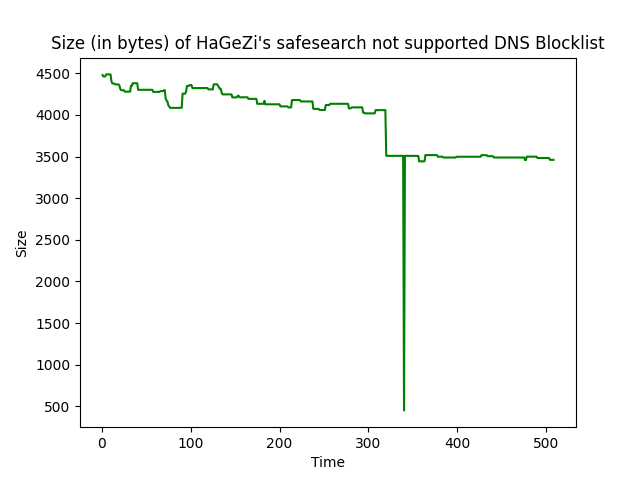 Size (in bytes) of HaGeZi's safesearch not supported DNS Blocklist
4500
4000
3500
3000
2500
2000
1500
1000
500
Size
0 100 200 300 400 500
Time